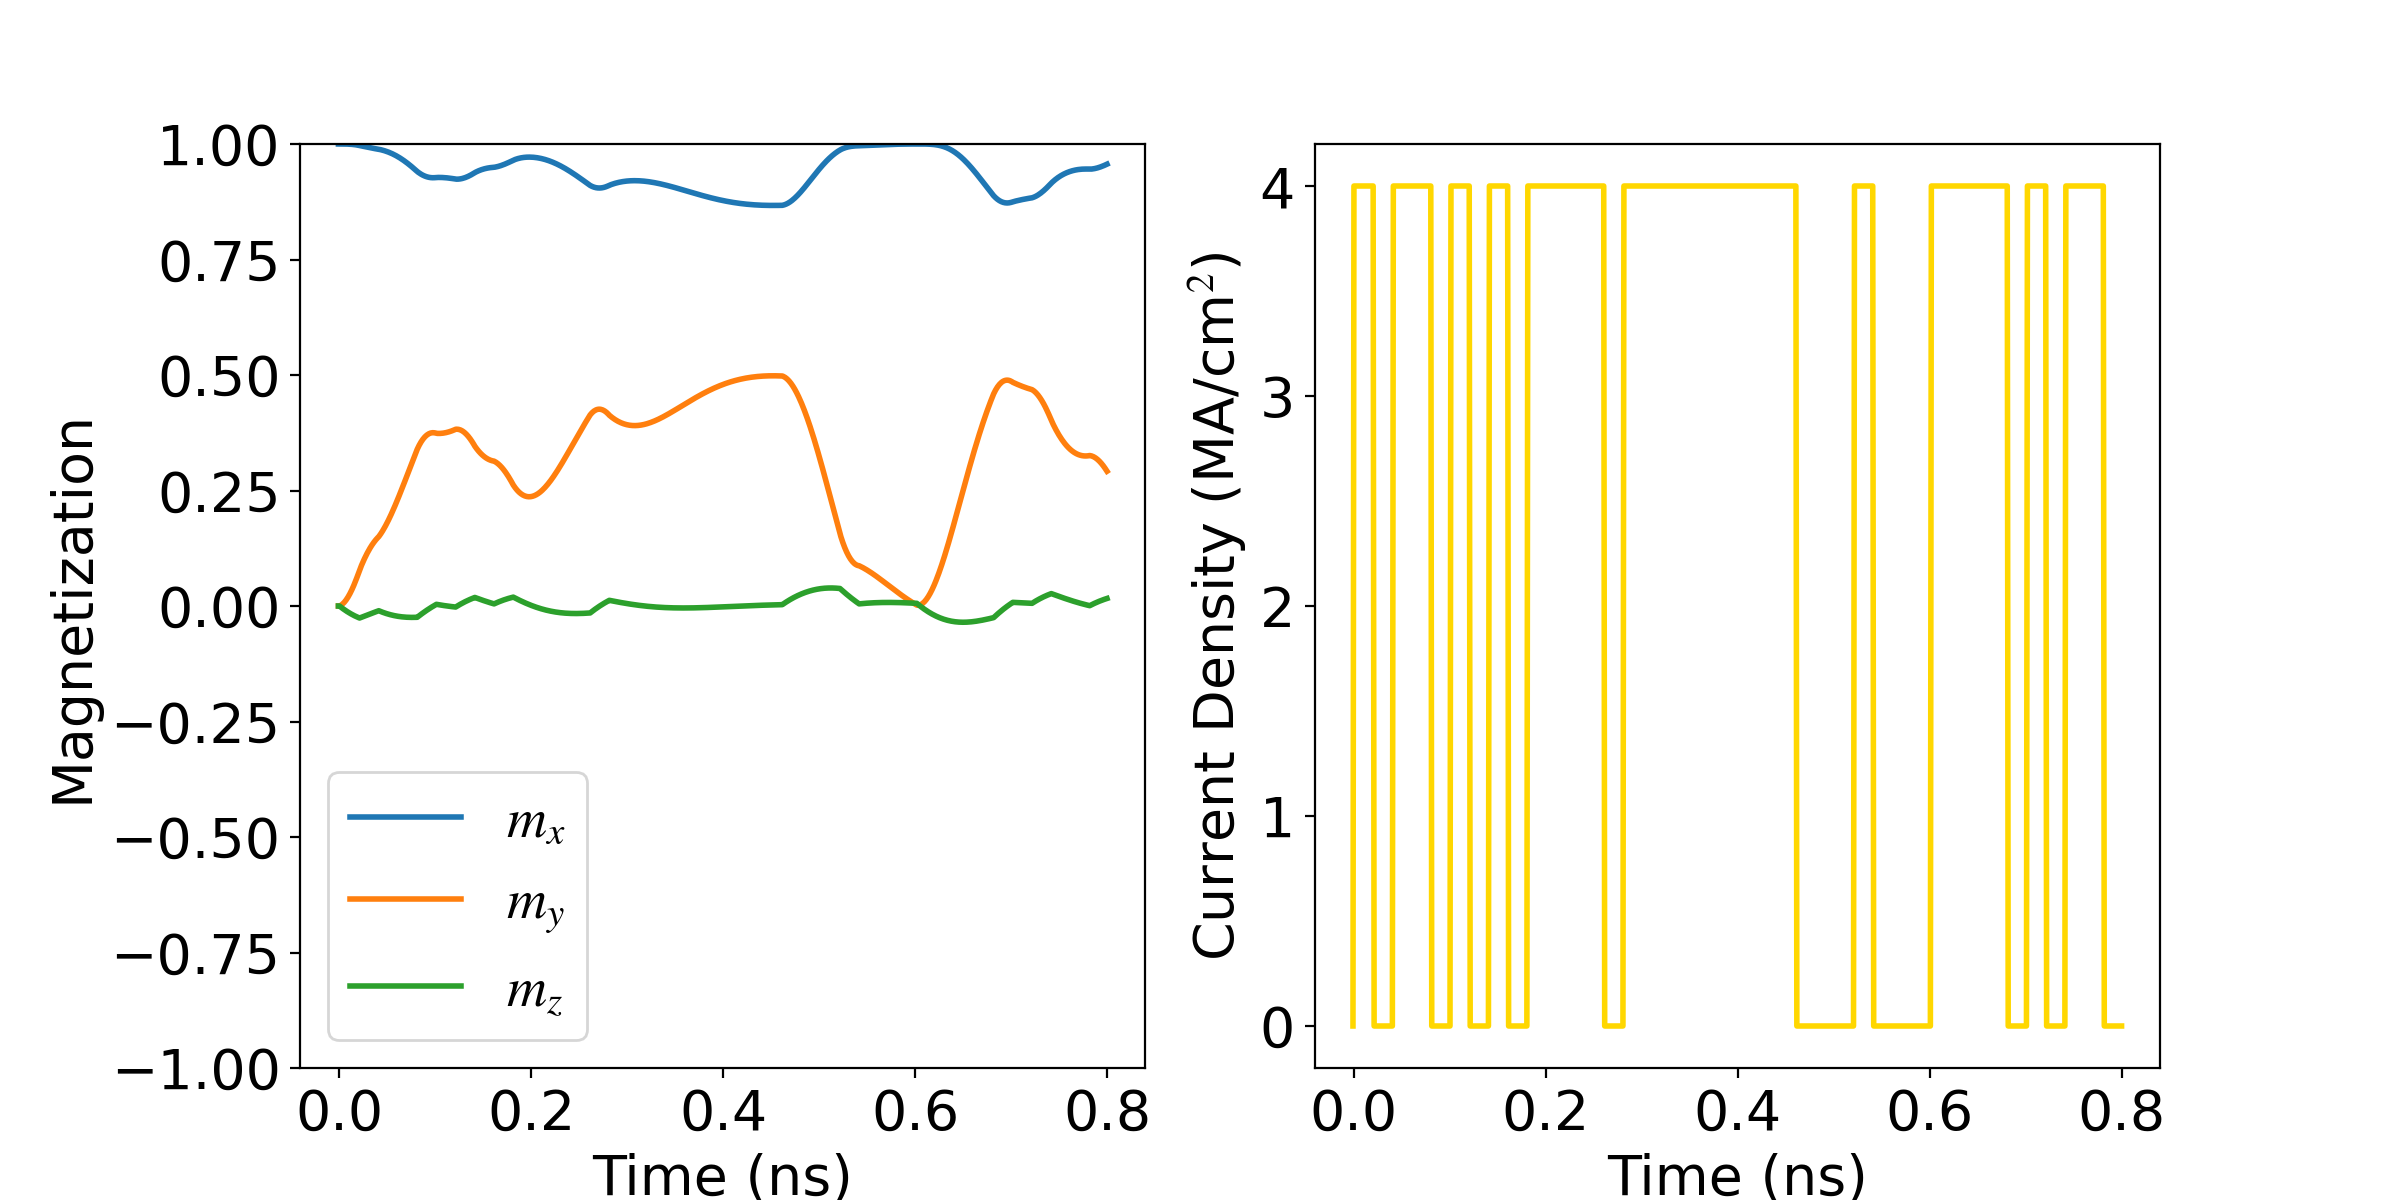 1.00
0.75
0.50
0.25
0.00
−0.25
−0.50
−0.75
−1.00
Magnetization
m_x
m_y
m_z
0.0 0.2 0.4 0.6 0.8
Time (ns)
4
3
2
1
0
Current Density (MA/cm²)
0.0 0.2 0.4 0.6 0.8
Time (ns)